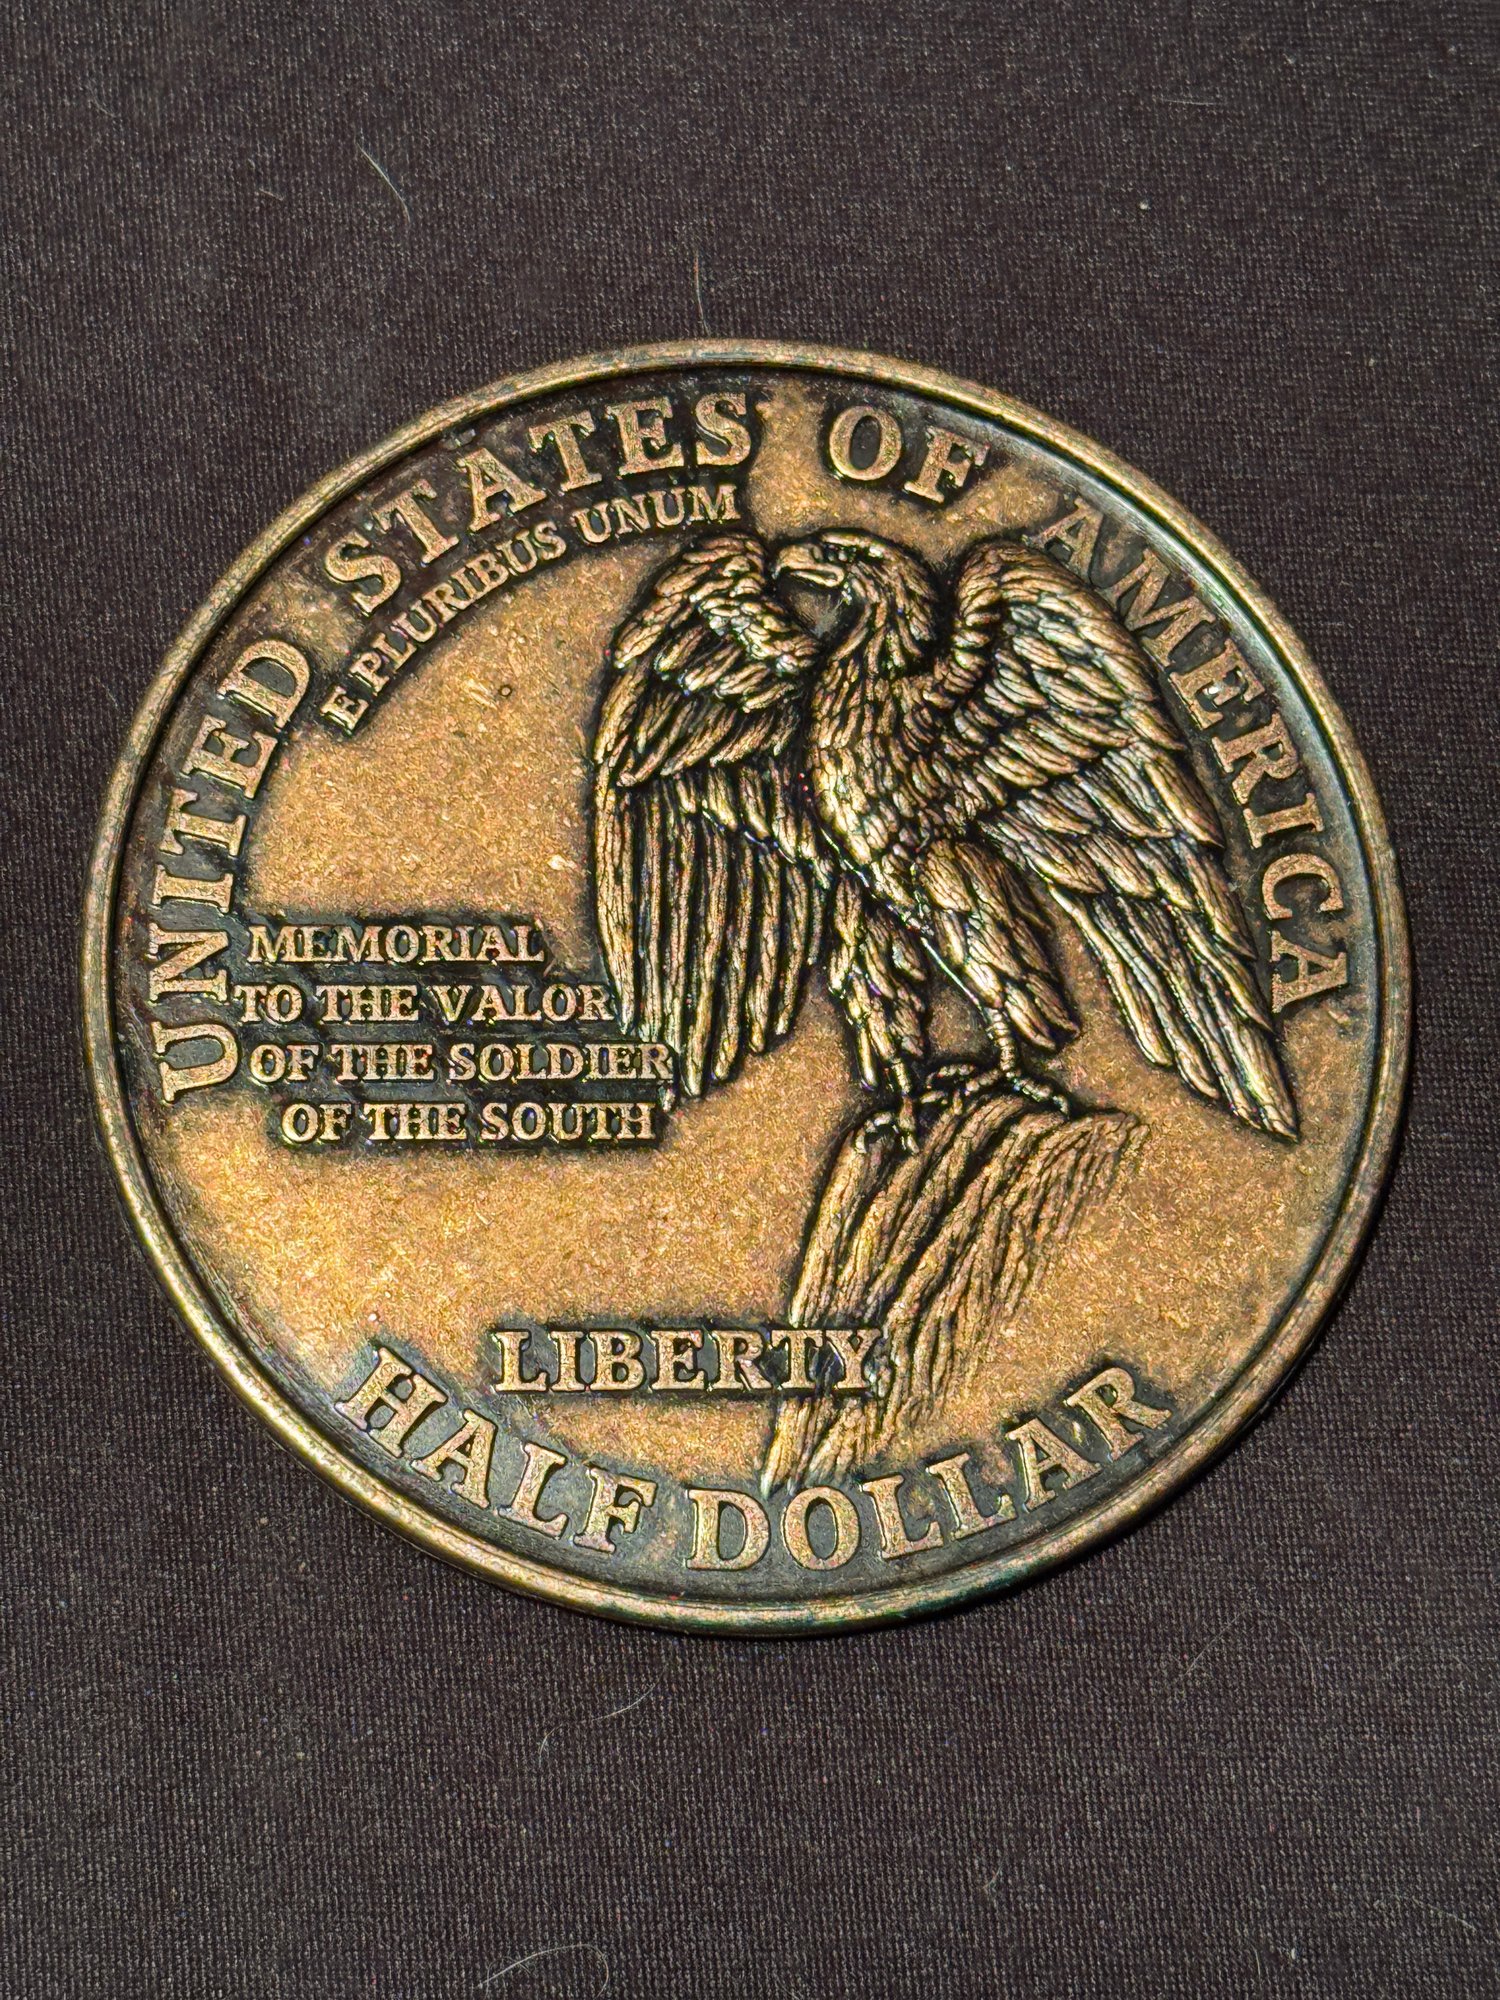 UNITED STATES OF AMERICA
E PLURIBUS UNUM
MEMORIAL
TO THE VALOR
OF THE SOLDIER
OF THE SOUTH
LIBERTY
HALF DOLLAR